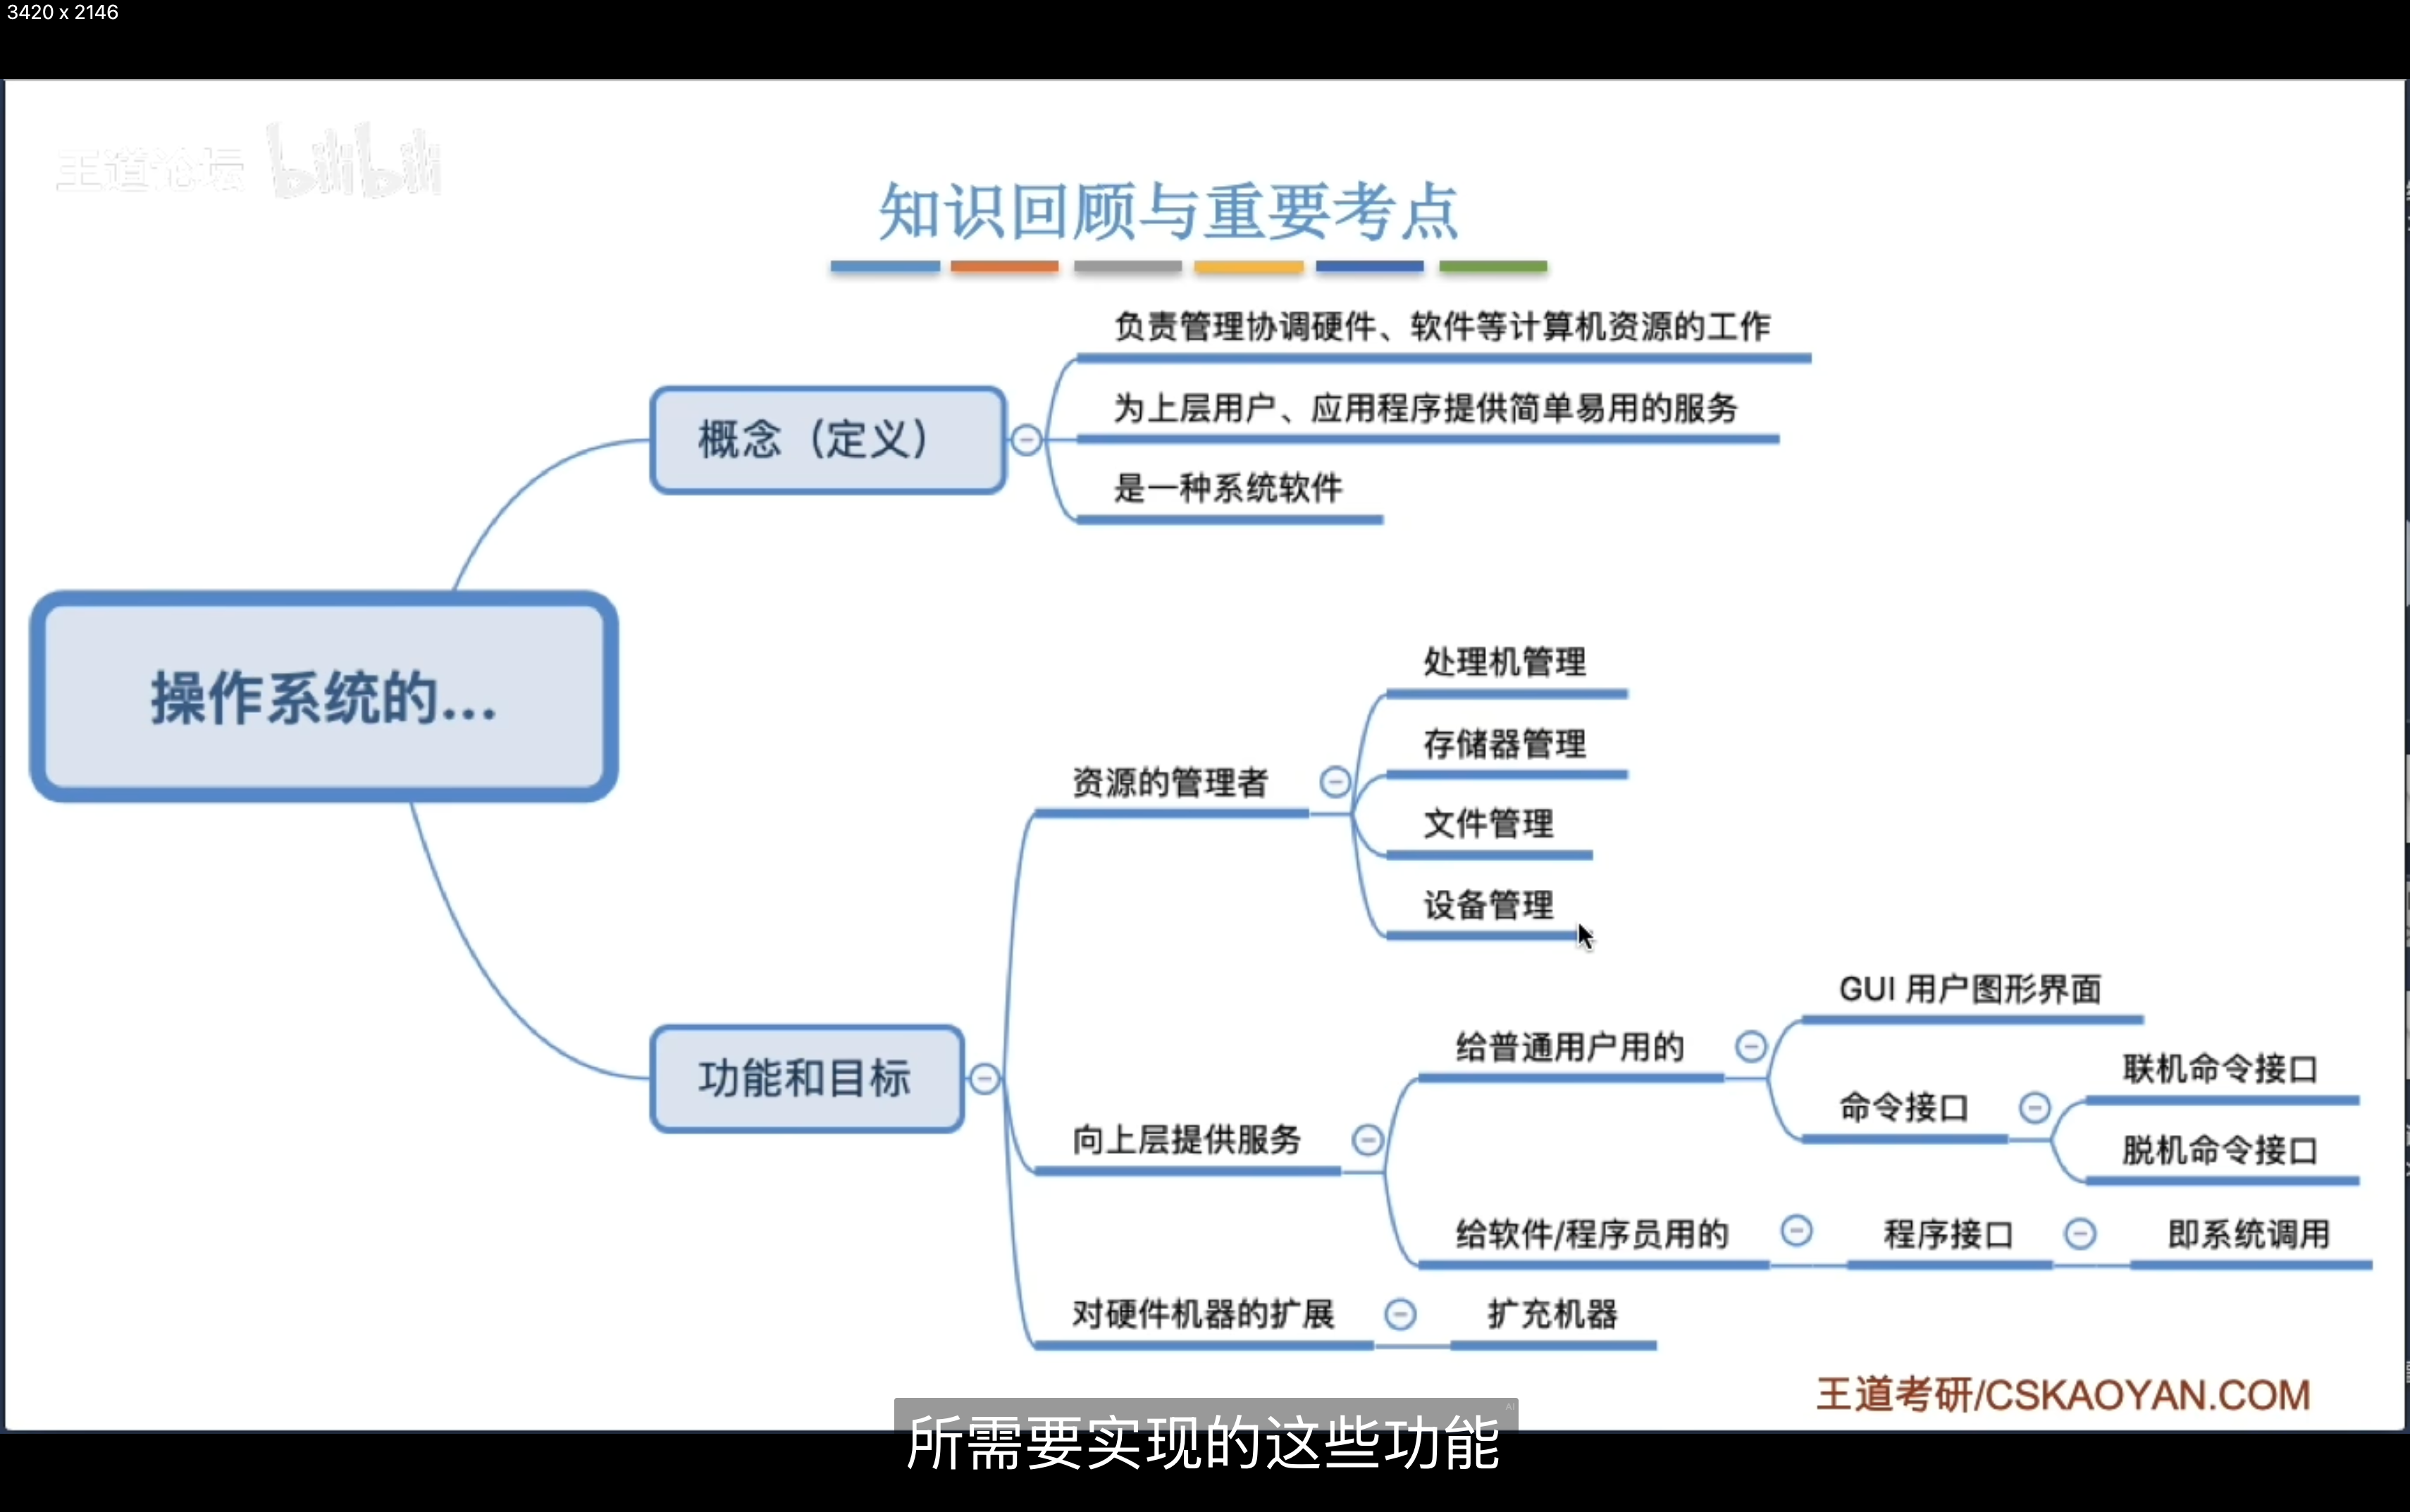 3420 x 2146
王道论坛 bilibili
知识回顾与重要考点
负责管理协调硬件、软件等计算机资源的工作
概念（定义）
为上层用户、应用程序提供简单易用的服务
是一种系统软件
操作系统的...
处理机管理
存储器管理
资源的管理者
文件管理
设备管理
功能和目标
GUI 用户图形界面
给普通用户用的
联机命令接口
命令接口
脱机命令接口
向上层提供服务
给软件/程序员用的
程序接口
即系统调用
对硬件机器的扩展
扩充机器
王道考研/CSKAOYAN.COM
AI
所需要实现的这些功能